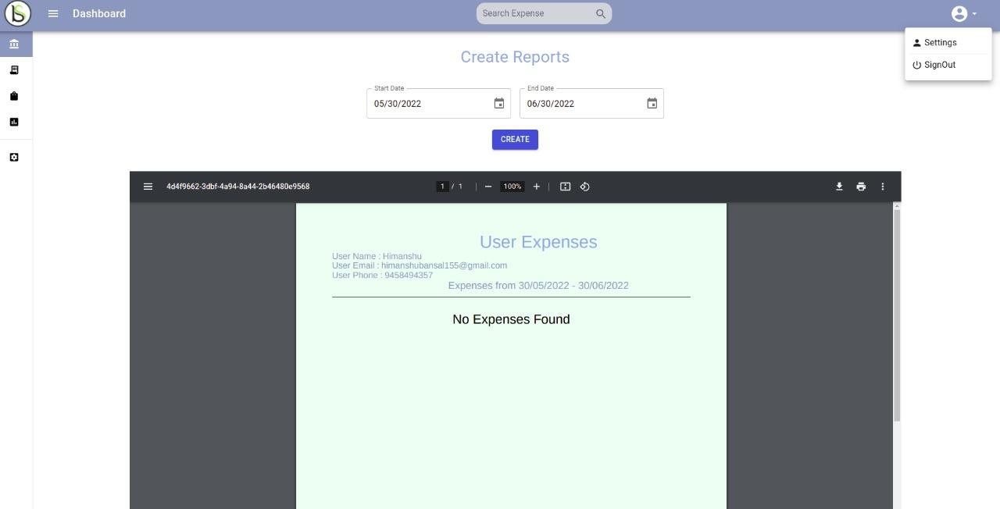 Dashboard
Search Expense
Settings
SignOut
Create Reports
Start Date
05/30/2022
End Date
06/30/2022
CREATE
4d4f9662-3dbf-4a94-8a44-2b46480e9568
1 / 1
100%
User Expenses
User Name : Himanshu
User Email : himanshubansal155@gmail.com
User Phone : 9458494357
Expenses from 30/05/2022 - 30/06/2022
No Expenses Found